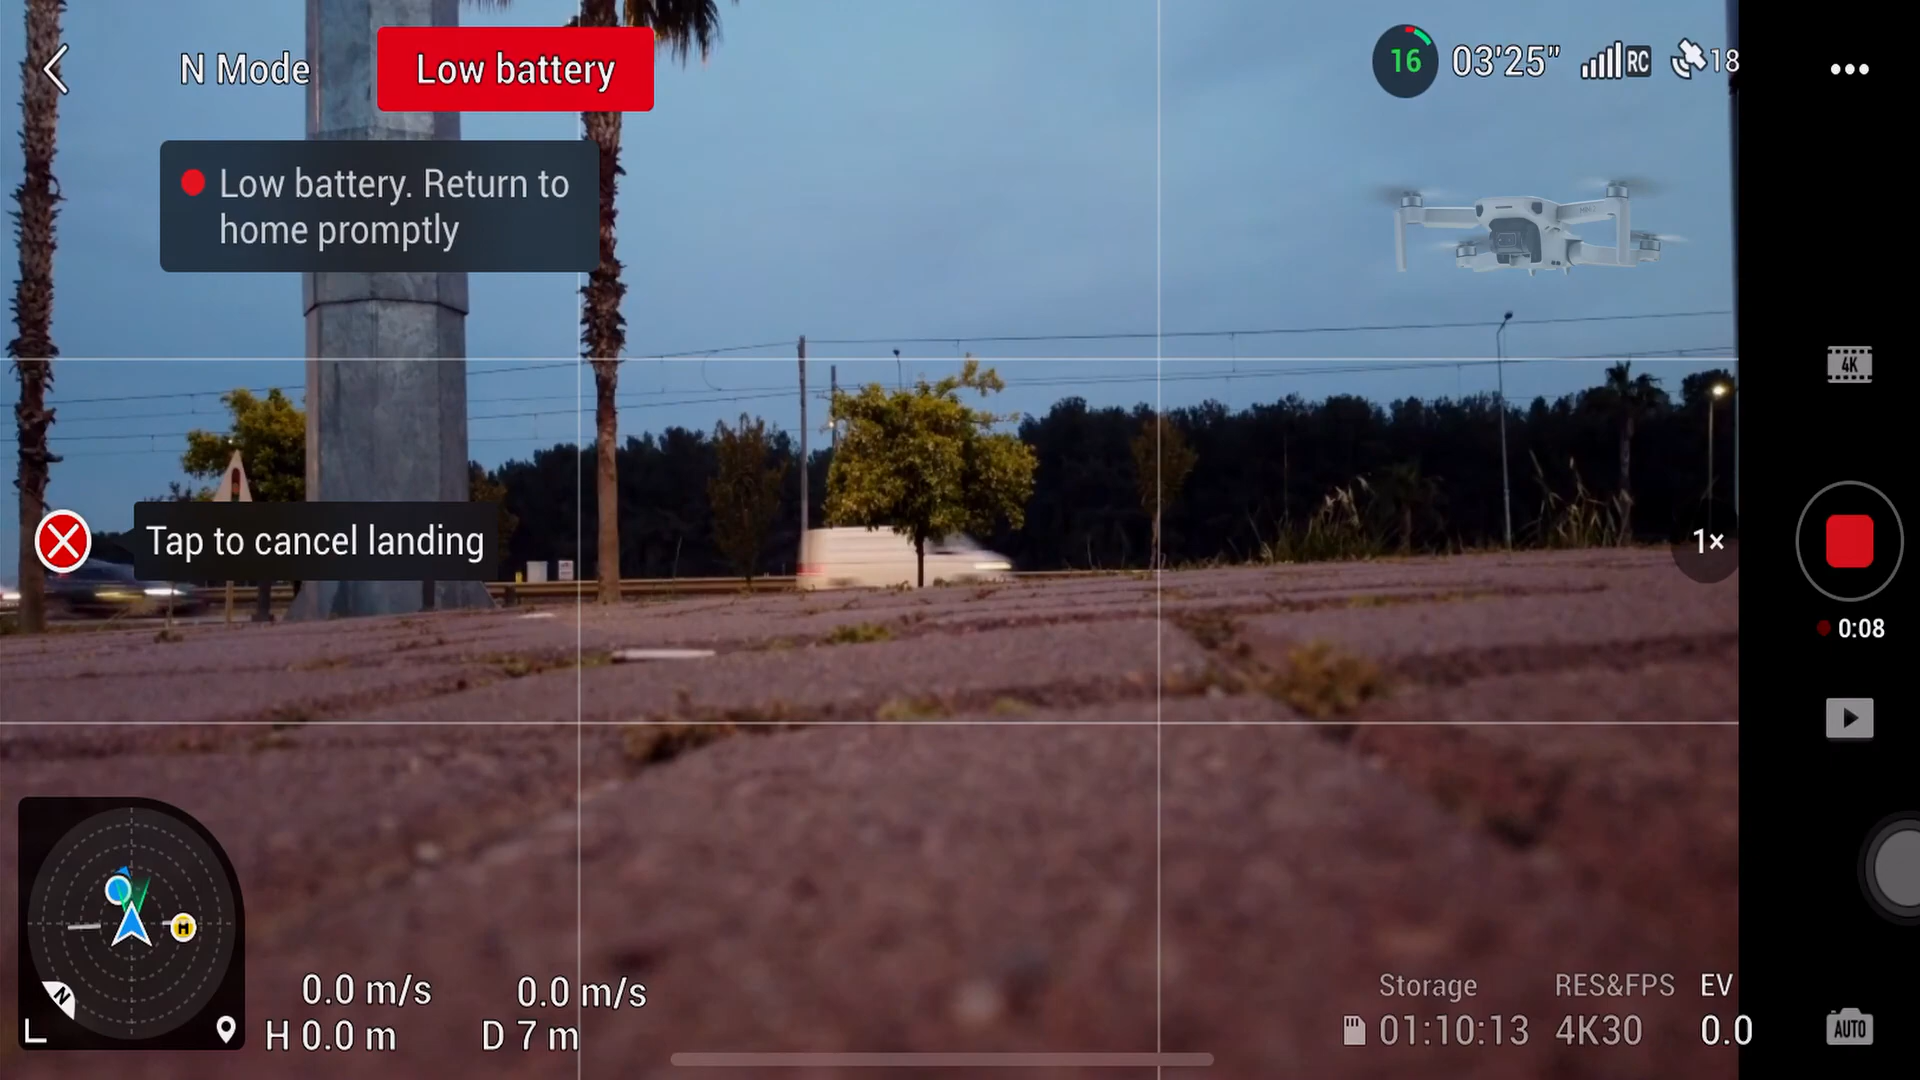 N Mode
Low battery
16
03'25"
RC
18
Low battery. Return to
home promptly
4K
Tap to cancel landing
1×
0:08
H
N
L
0.0 m/s
0.0 m/s
H 0.0 m
D 7 m
Storage
RES&FPS
EV
01:10:13
4K30
0.0
AUTO